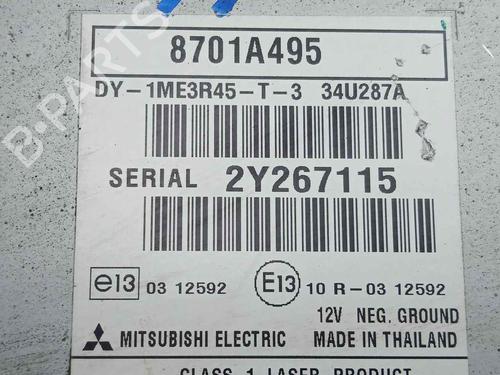 8701A495
DY-1ME3R45-T-3 34U287A
SERIAL 2Y267115
e13 03 12592 E13 10 R-03 12592
12V NEG. GROUND
MITSUBISHI ELECTRIC MADE IN THAILAND
CLASS 1 LASER PRODUCT
B-PARTS